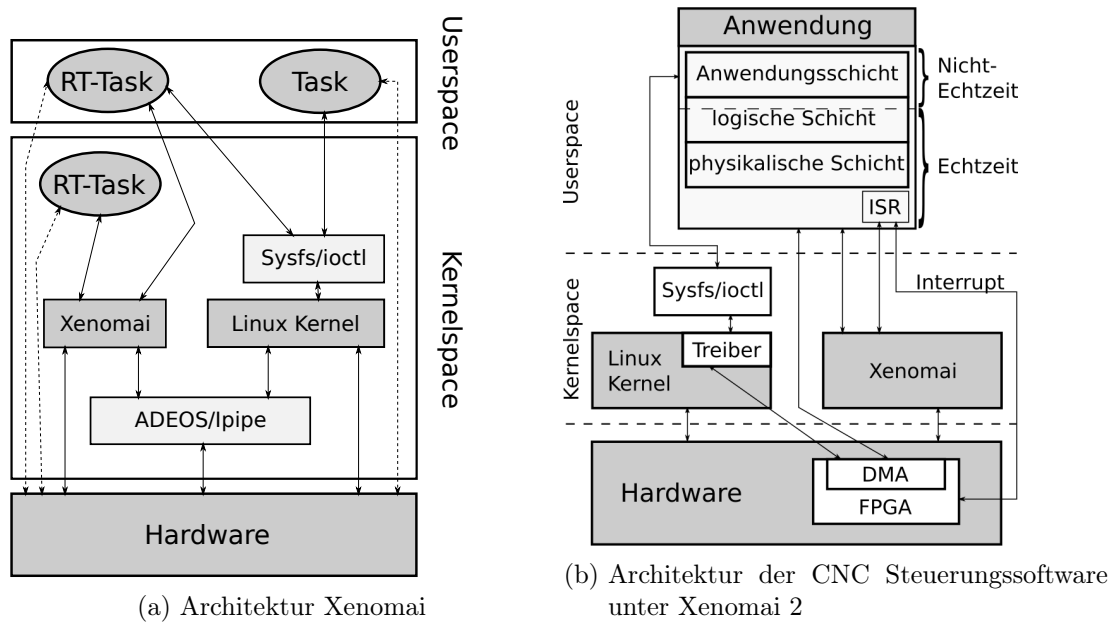 Userspace
RT-Task
Task
Kernelspace
RT-Task
Sysfs/ioctl
Xenomai
Linux Kernel
ADEOS/Ipipe
Hardware
(a) Architektur Xenomai
Anwendung
Userspace
Anwendungsschicht
Nicht-
Echtzeit
logische Schicht
physikalische Schicht
Echtzeit
ISR
Interrupt
Kernelspace
Sysfs/ioctl
Treiber
Linux
Kernel
Xenomai
Hardware
DMA
FPGA
(b) Architektur der CNC Steuerungssoftware
unter Xenomai 2